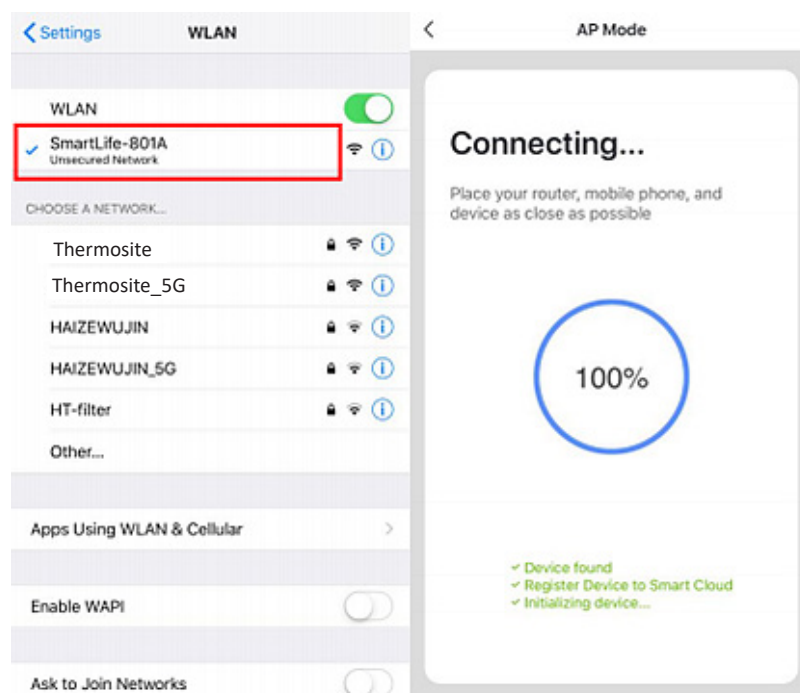 Settings
WLAN
WLAN
SmartLife-801A
Unsecured Network
CHOOSE A NETWORK...
Thermosite
Thermosite_5G
HAIZEWUJIN
HAIZEWUJIN_5G
HT-filter
Other...
Apps Using WLAN & Cellular
Enable WAPI
Ask to Join Networks
AP Mode
Connecting...
Place your router, mobile phone, and
device as close as possible
100%
Device found
Register Device to Smart Cloud
Initializing device...